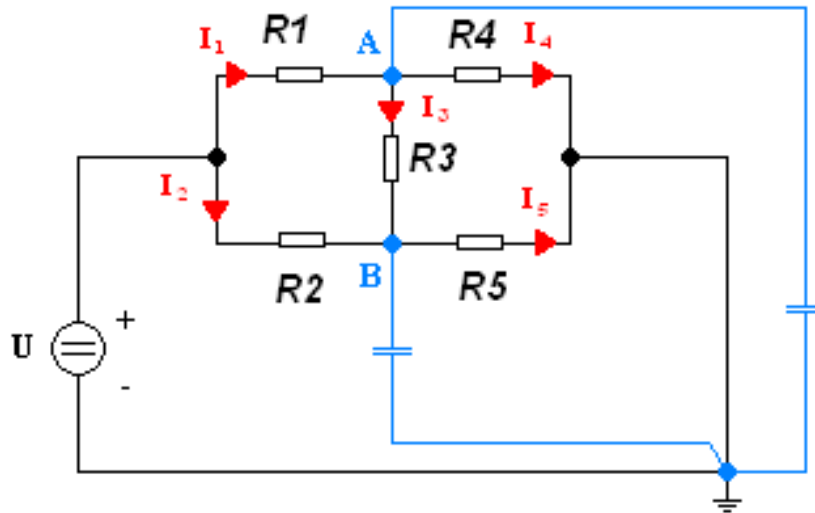 R1 A R4 I₄
I₁
I₃
R3
I₂ I₅
B
R2 R5
+
U
-